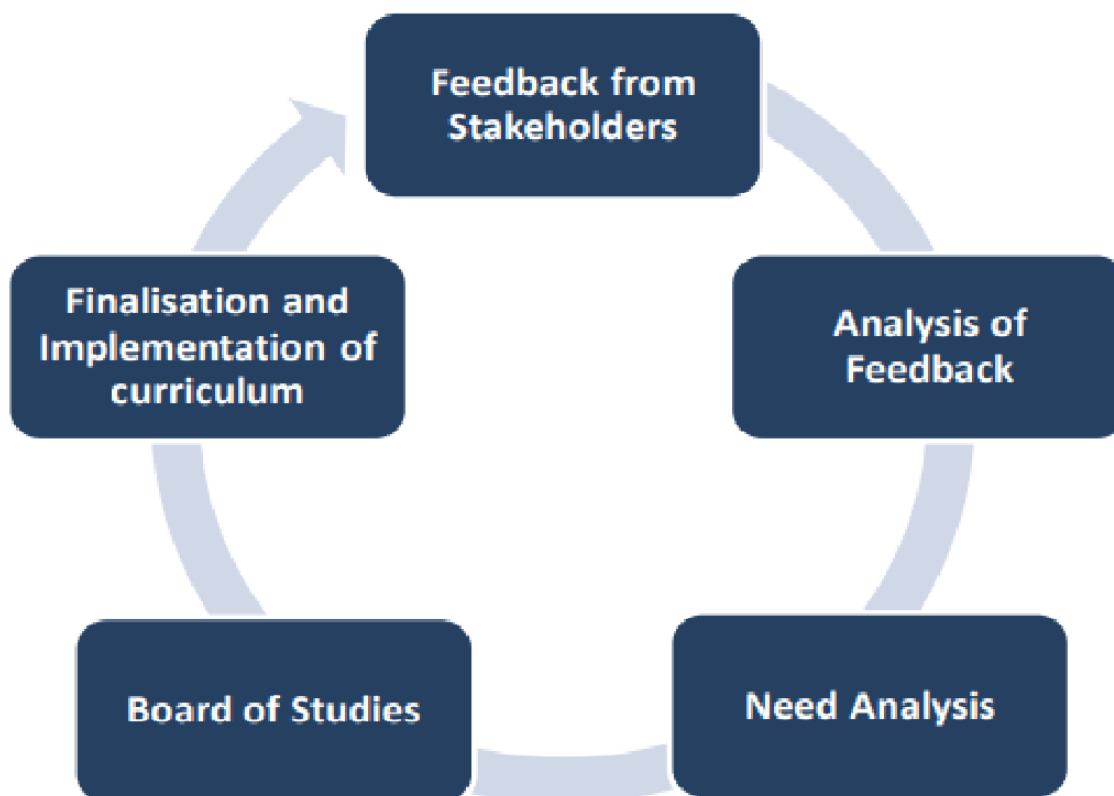 Feedback from
Stakeholders
Analysis of
Feedback
Need Analysis
Board of Studies
Finalisation and
Implementation of
curriculum